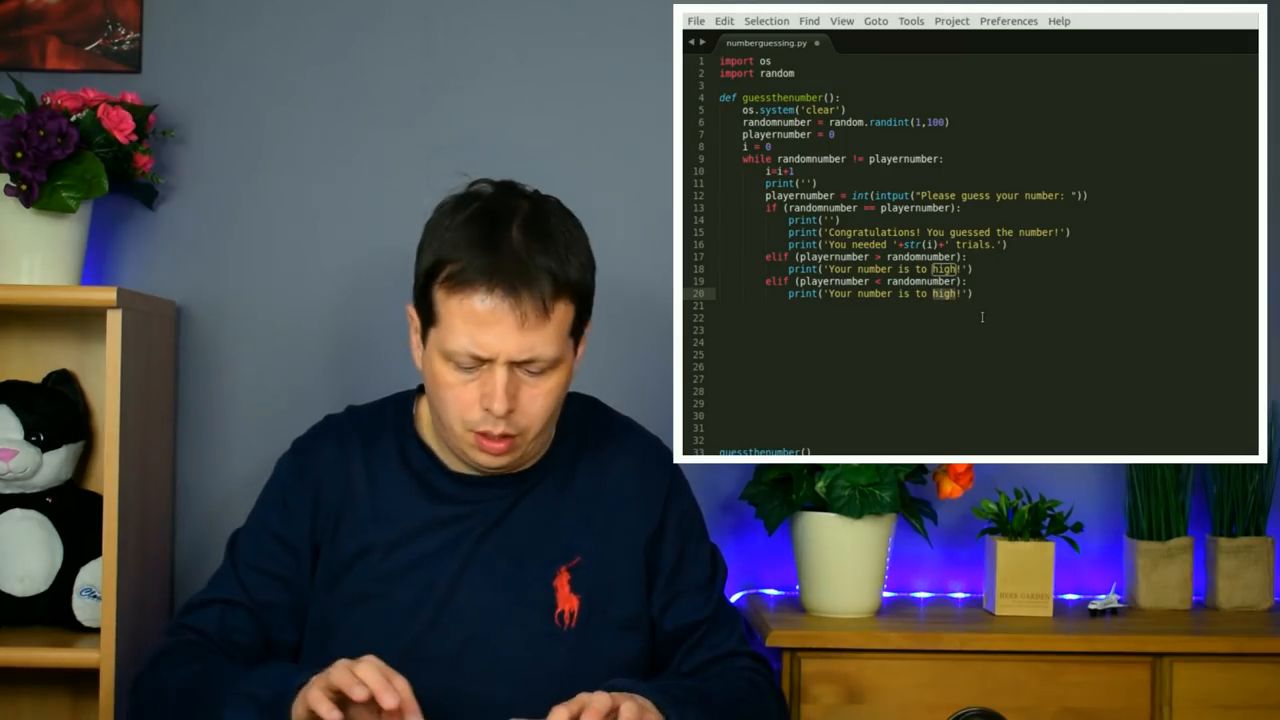 File Edit Selection Find View Goto Tools Project Preferences Help
numberguessing.py
1 import os
2 import random
3
4 def guessthenumber():
5 os.system('clear')
6 randomnumber = random.randint(1,100)
7 playernumber = 0
8 i = 0
9 while randomnumber != playernumber:
10 i=i+1
11 print('')
12 playernumber = int(intput("Please guess your number: "))
13 if (randomnumber == playernumber):
14 print('')
15 print('Congratulations! You guessed the number!')
16 print('You needed '+str(i)+' trials.')
17 elif (playernumber > randomnumber):
18 print('Your number is to high!')
19 elif (playernumber < randomnumber):
20 print('Your number is to high!')
21
22
23
24
25
26
27
28
29
30
31
32
33 guessthenumber()
HERB GARDEN